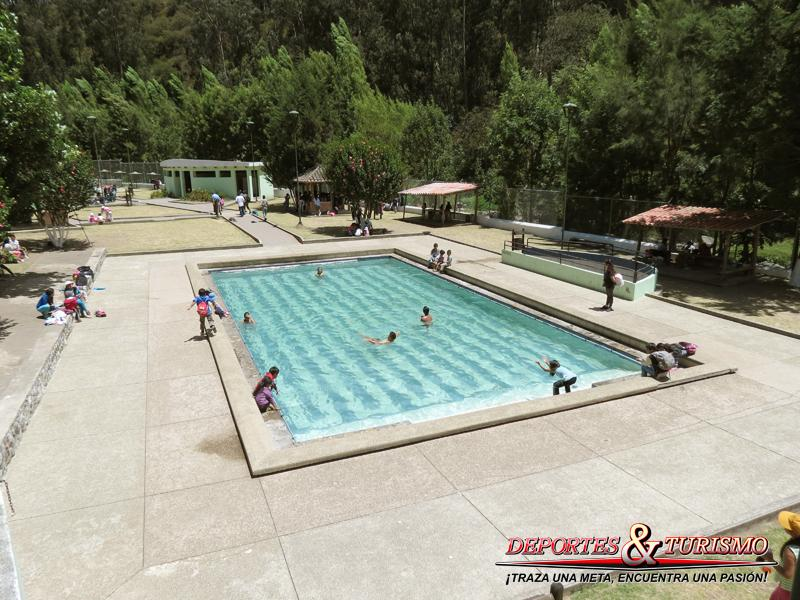 DEPORTES & TURISMO
¡TRAZA UNA META, ENCUENTRA UNA PASIÓN!